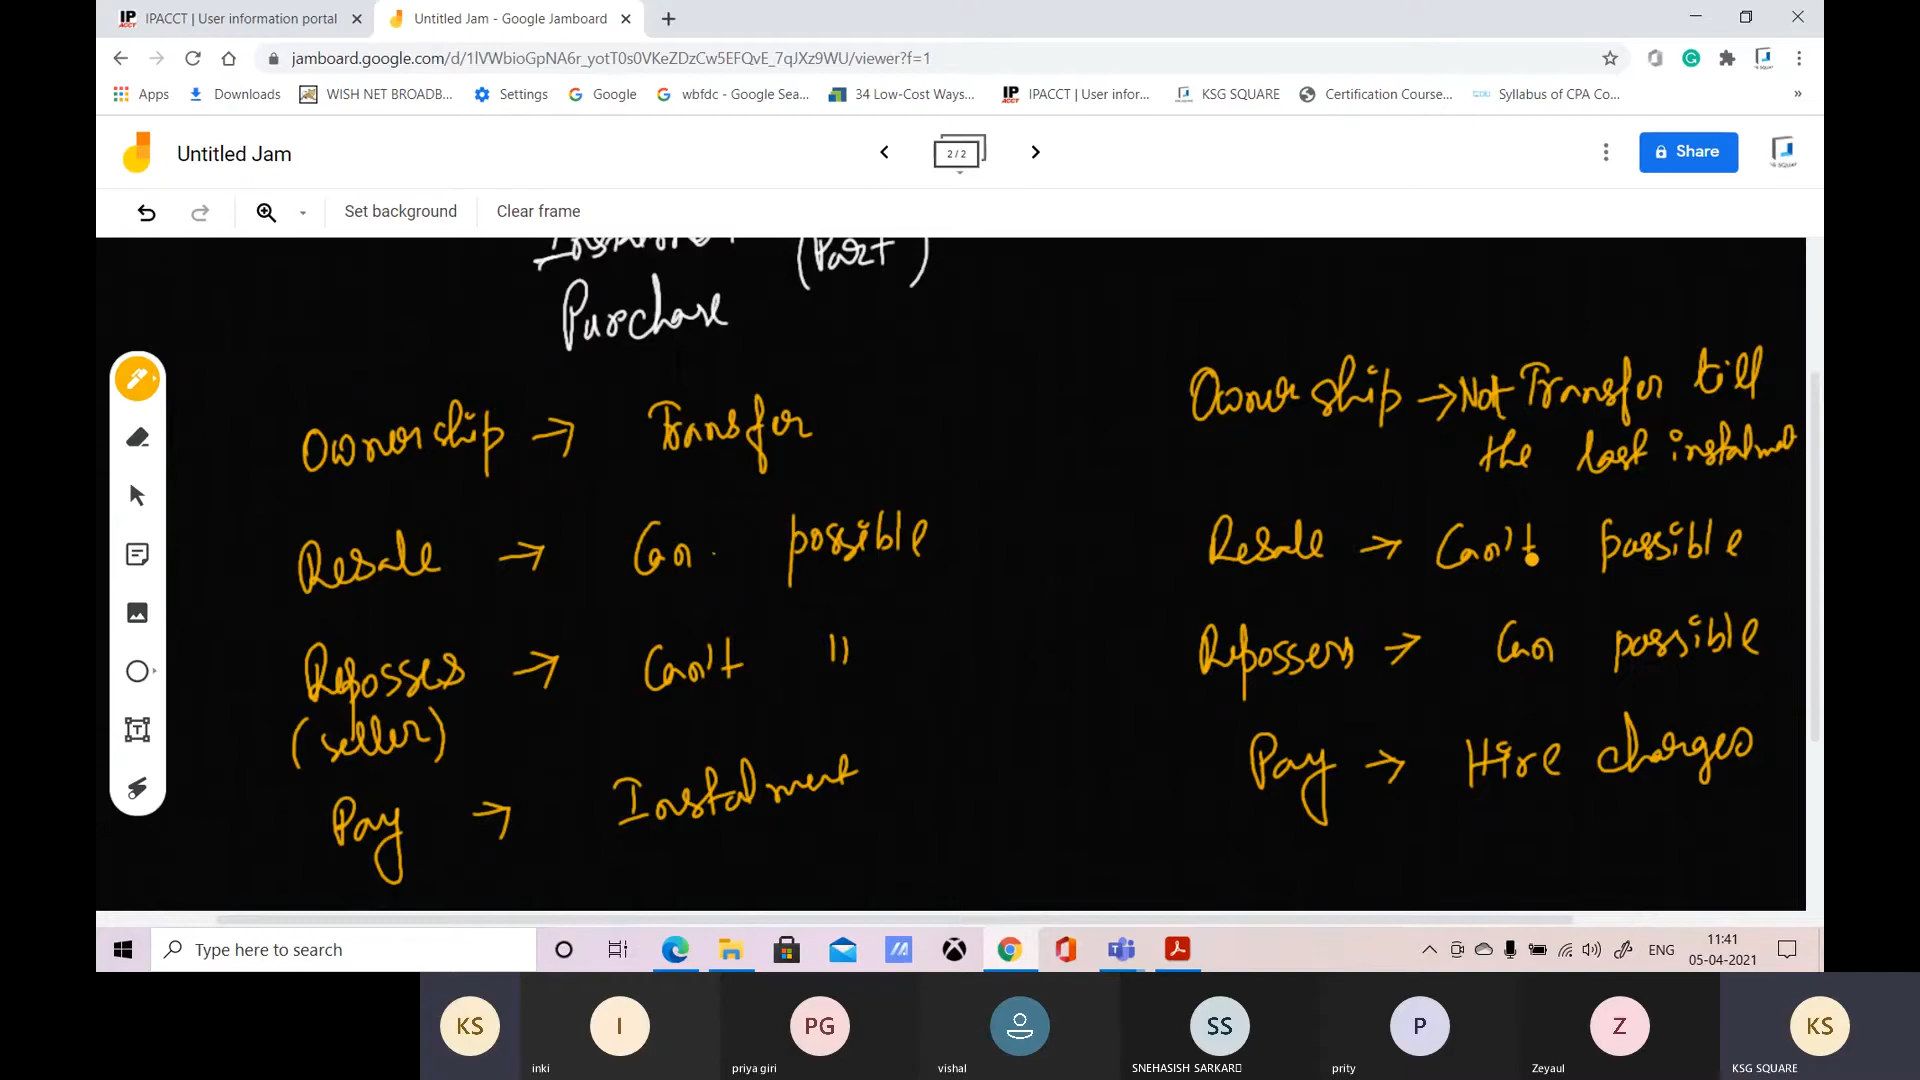 IPACCT | User information portal
Untitled Jam - Google Jamboard
jamboard.google.com/d/1lVWbioGpNA6r_yotT0s0VKeZDzCw5EFQvE_7qJXz9WU/viewer?f=1
Apps
Downloads
WISH NET BROADB...
Settings
Google
wbfdc - Google Sea...
34 Low-Cost Ways...
IPACCT | User infor...
KSG SQUARE
Certification Course...
Syllabus of CPA Co...
»
Untitled Jam
2 / 2
Share
Set background
Clear frame
(Part)
Purchase
Ownership → Transfer
Resale → Can possible
Reposses → Can't "
(seller)
Pay → Instalment
Ownership → Not Transfer till
the last instalment
Resale → Can't possible
Repossess → Can possible
Pay → Hire charges
Type here to search
ENG
11:41
05-04-2021
KS
I
inki
PG
priya giri
vishal
SS
SNEHASISH SARKAR
P
prity
Z
Zeyaul
KS
KSG SQUARE